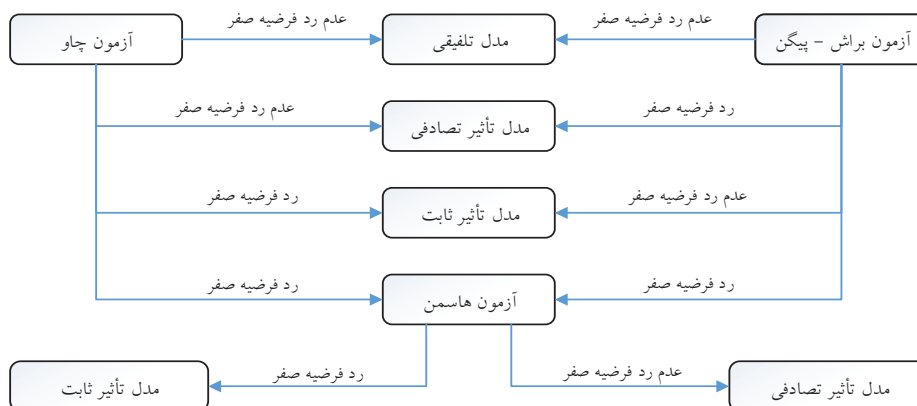 عدم رد فرضیه صفر
عدم رد فرضیه صفر
آزمون براش – پیگن
مدل تلفیقی
آزمون چاو
رد فرضیه صفر
عدم رد فرضیه صفر
مدل تأثیر تصادفی
عدم رد فرضیه صفر
رد فرضیه صفر
مدل تأثیر ثابت
رد فرضیه صفر
رد فرضیه صفر
آزمون هاسمن
عدم رد فرضیه صفر
رد فرضیه صفر
مدل تأثیر تصادفی
مدل تأثیر ثابت